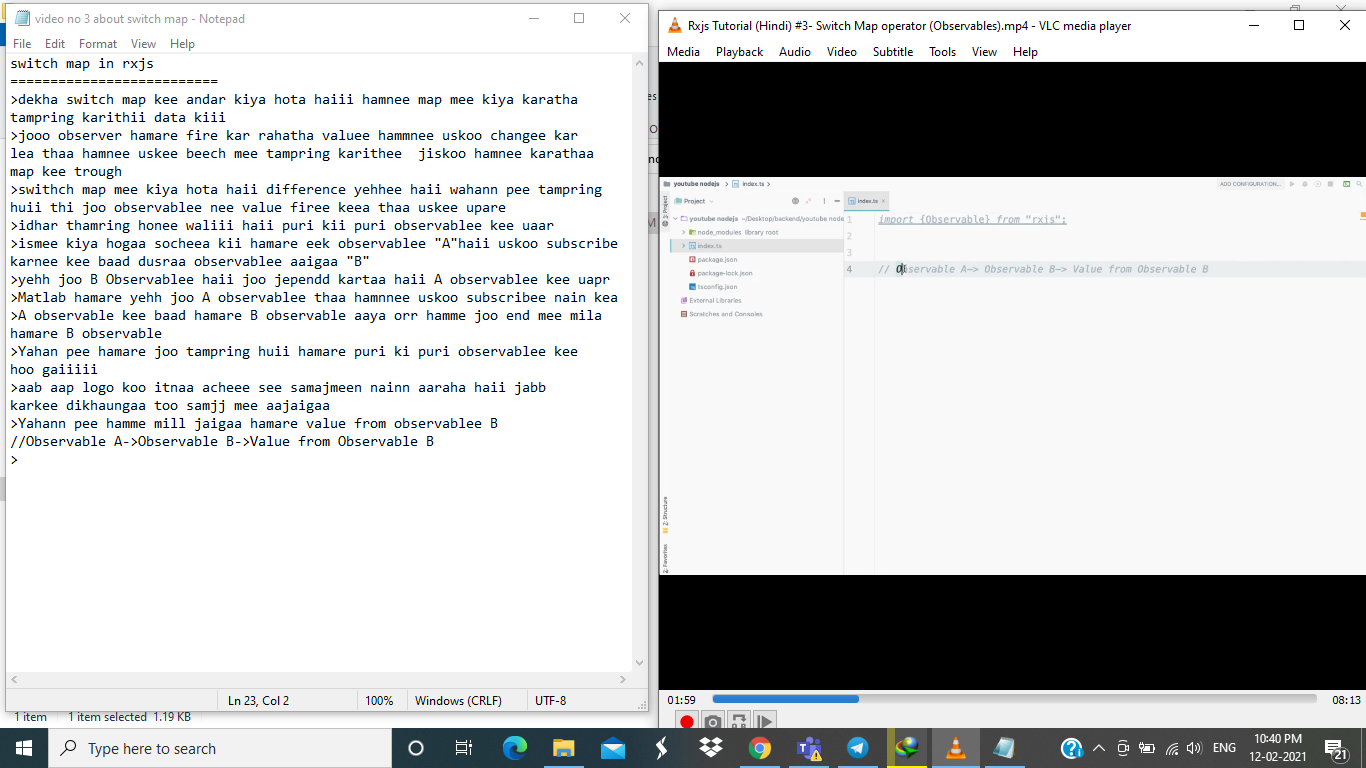 video no 3 about switch map - Notepad
File Edit Format View Help
switch map in rxjs
==========================
>dekha switch map kee andar kiya hota haiii hamnee map mee kiya karatha
tampring karithii data kiii
>jooo observer hamare fire kar rahatha valuee hammnee uskoo changee kar
lea thaa hamnee uskee beech mee tampring karithee  jiskoo hamnee karathaa
map kee trough
>swithch map mee kiya hota haii difference yehhee haii wahann pee tampring
huii thi joo observablee nee value firee keea thaa uskee upare
>idhar thamring honee waliii haii puri kii puri observablee kee uaar
>ismee kiya hogaa socheea kii hamare eek observablee "A"haii uskoo subscribe
karnee kee baad dusraa observablee aaigaa "B"
>yehh joo B Observablee haii joo jependd kartaa haii A observablee kee uapr
>Matlab hamare yehh joo A observablee thaa hamnnee uskoo subscribee nain kea
>A observable kee baad hamare B observable aaya orr hamme joo end mee mila
hamare B observable
>Yahan pee hamare joo tampring huii hamare puri ki puri observablee kee
hoo gaiiiii
>aab aap logo koo itnaa acheee see samajmeen nainn aaraha haii jabb
karkee dikhaungaa too samjj mee aajaigaa
>Yahann pee hamme mill jaigaa hamare value from observablee B
//Observable A->Observable B->Value from Observable B
>
Ln 23, Col 2 100% Windows (CRLF) UTF-8
1 item 1 item selected 1.19 KB
Rxjs Tutorial (Hindi) #3- Switch Map operator (Observables).mp4 - VLC media player
Media Playback Audio Video Subtitle Tools View Help
youtube nodejs index.ts
ADD CONFIGURATION...
Project
index.ts
1: Project
youtube nodejs ~/Desktop/backend/youtube node
node_modules library root
index.ts
package.json
package-lock.json
tsconfig.json
External Libraries
Scratches and Consoles
1 import {Observable} from "rxjs";
2
3
4 // Observable A-> Observable B-> Value from Observable B
Z: Structure
2: Favorites
01:59 08:13
Type here to search
ENG
10:40 PM
12-02-2021
21